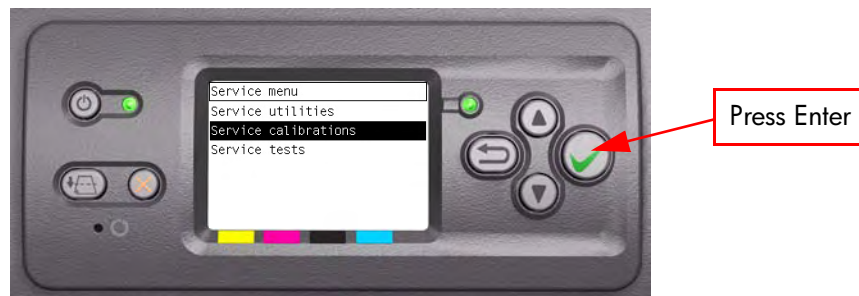 Service menu
Service utilities
Service calibrations
Service tests
Press Enter